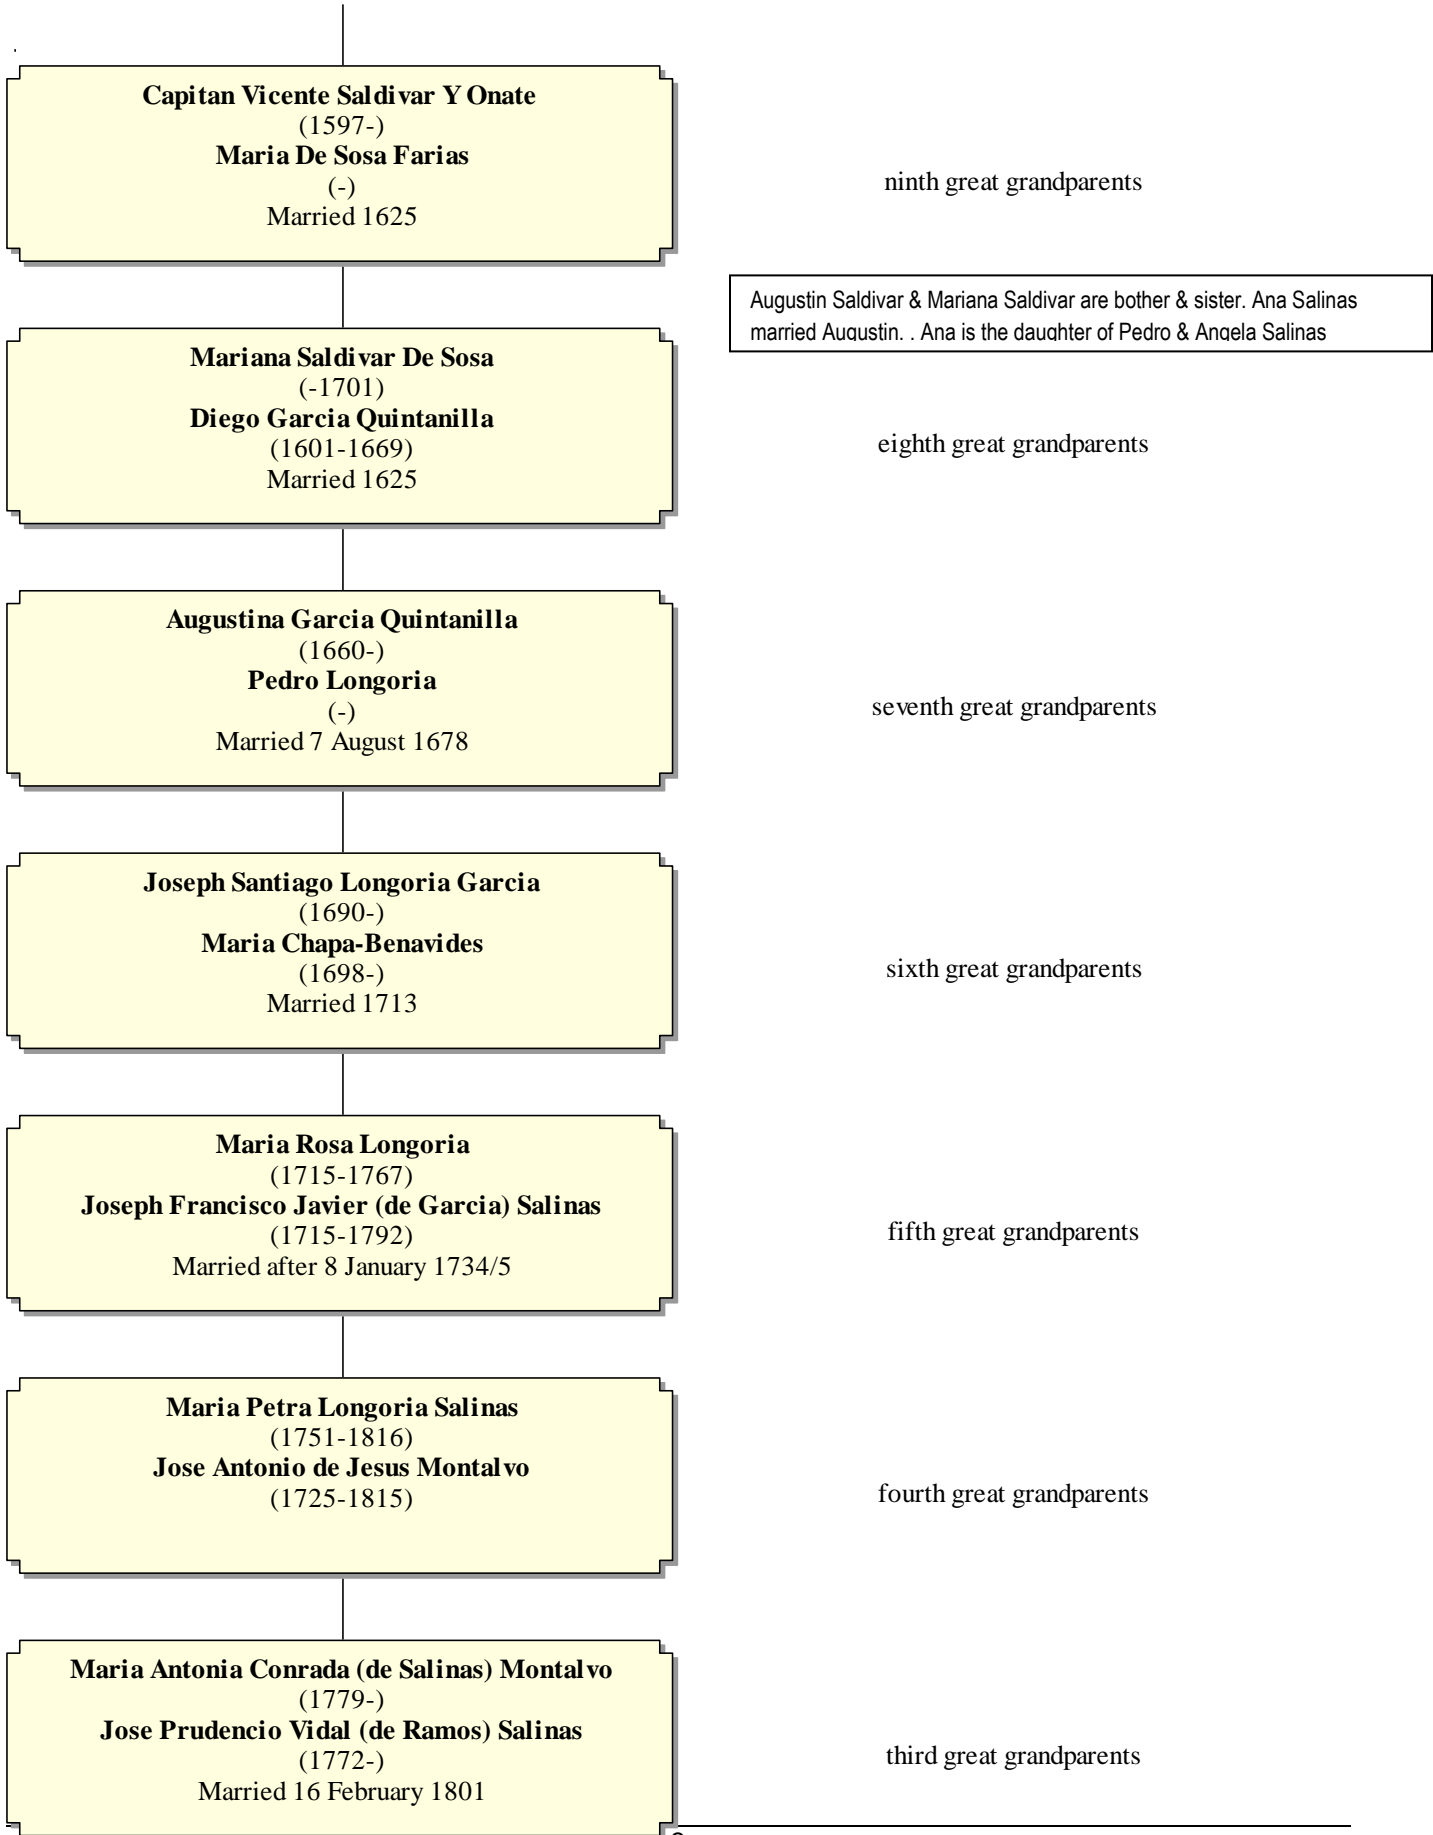 Capitan Vicente Saldivar Y Onate
(1597-)
Maria De Sosa Farias
(-)
Married 1625
ninth great grandparents
Augustin Saldivar & Mariana Saldivar are bother & sister. Ana Salinas
married Augustin. . Ana is the daughter of Pedro & Angela Salinas
Mariana Saldivar De Sosa
(-1701)
Diego Garcia Quintanilla
(1601-1669)
Married 1625
eighth great grandparents
Augustina Garcia Quintanilla
(1660-)
Pedro Longoria
(-)
Married 7 August 1678
seventh great grandparents
Joseph Santiago Longoria Garcia
(1690-)
Maria Chapa-Benavides
(1698-)
Married 1713
sixth great grandparents
Maria Rosa Longoria
(1715-1767)
Joseph Francisco Javier (de Garcia) Salinas
(1715-1792)
Married after 8 January 1734/5
fifth great grandparents
Maria Petra Longoria Salinas
(1751-1816)
Jose Antonio de Jesus Montalvo
(1725-1815)
fourth great grandparents
Maria Antonia Conrada (de Salinas) Montalvo
(1779-)
Jose Prudencio Vidal (de Ramos) Salinas
(1772-)
Married 16 February 1801
third great grandparents